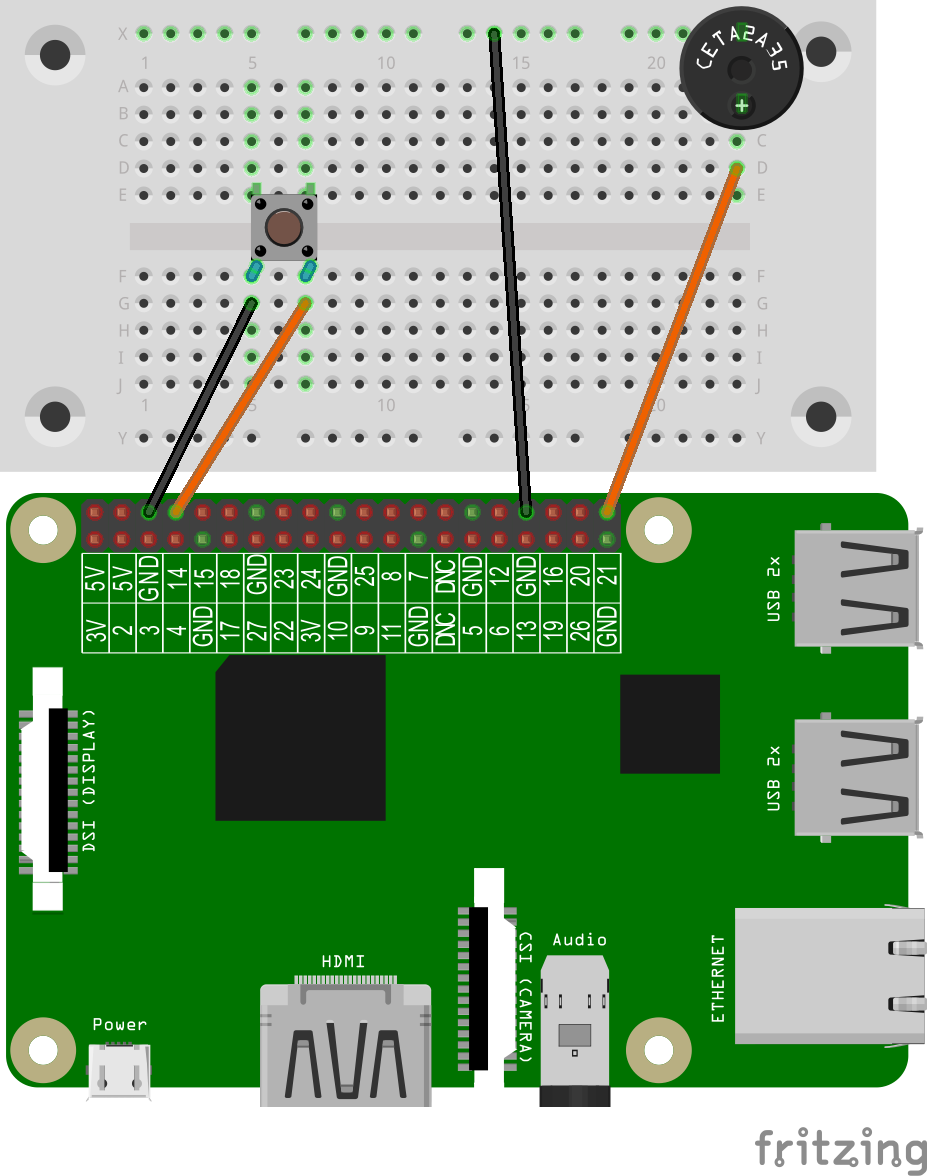 X
1 5 10 15 20
CETA2A35
+
A
B
C C
D D
E E
F F
G G
H H
I I
J J
1 5 10 5 20
Y Y
5V 5V GND 14 15 18 GND 23 24 GND 25 8 7 DNC GND 12 GND 16 20 21
3V 2 3 4 GND 17 27 22 3V 10 9 11 GND DNC 5 6 13 19 26 GND
USB 2x
DSI (DISPLAY)
USB 2x
HDMI
CSI (CAMERA)
Audio
ETHERNET
Power
fritzing